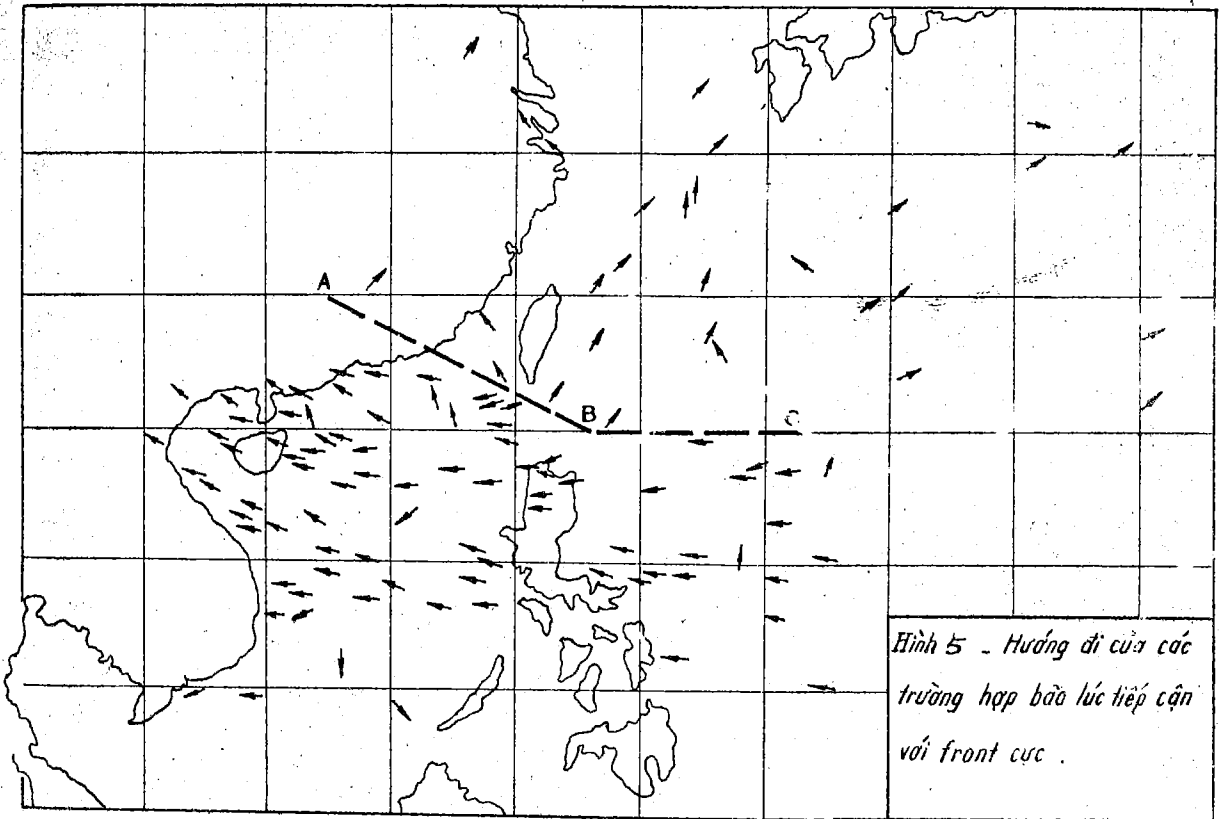 A
B
C
Hình 5 - Hướng đi của các
trường hợp bão lúc tiếp cận
với front cực .